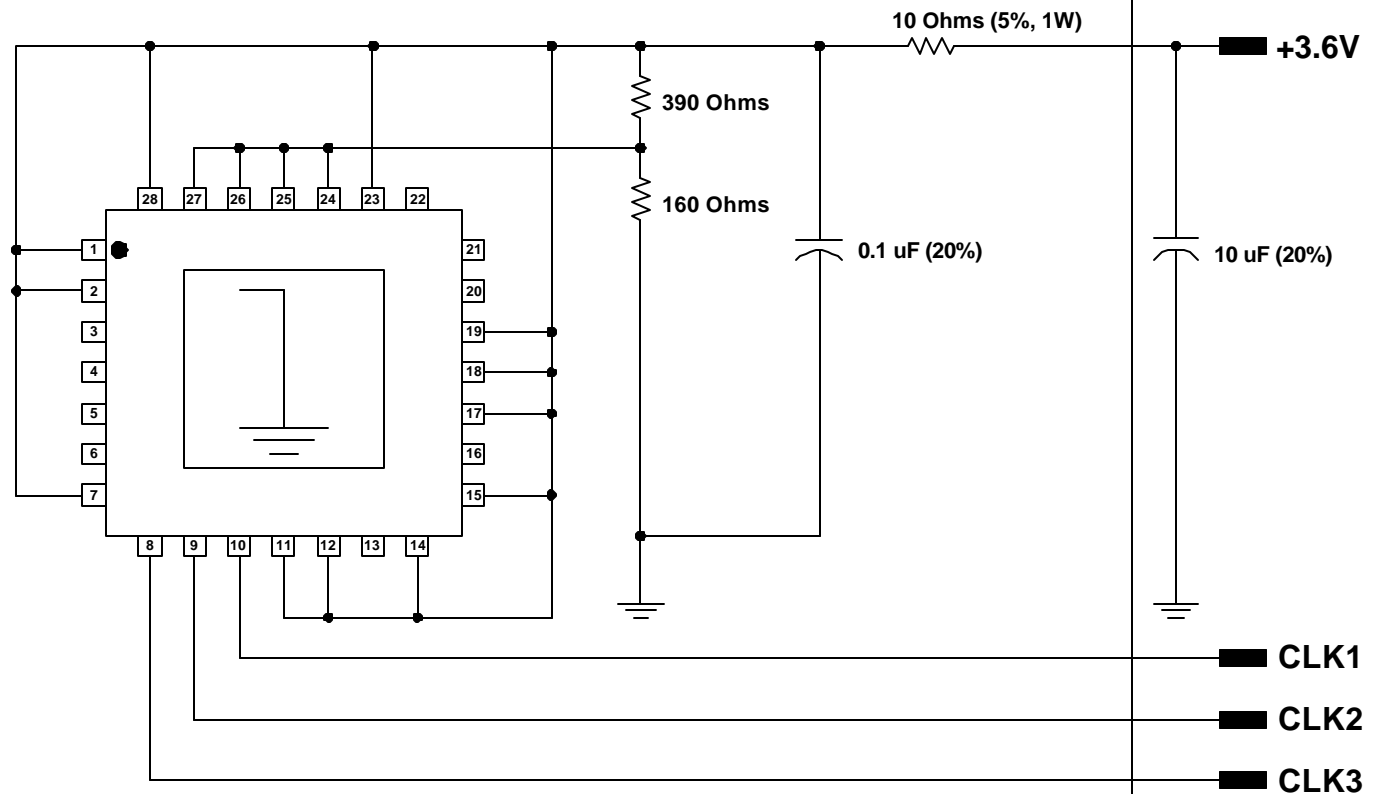 10 Ohms (5%, 1W)
+3.6V
390 Ohms
28 27 26 25 24 23 22
160 Ohms
1
21
0.1 uF (20%)
10 uF (20%)
2
20
3
19
4
18
5
17
6
16
7
15
8 9 10 11 12 13 14
CLK1
CLK2
CLK3